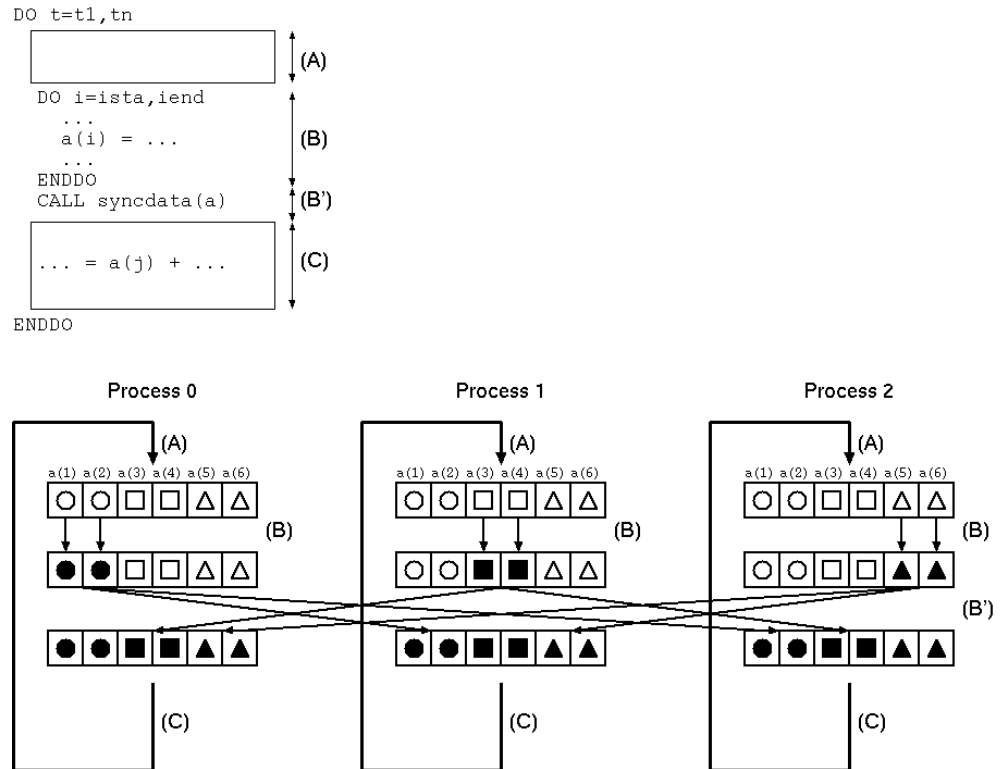 DO t=t1,tn
(A)
DO i=ista,iend
...
a(i) = ...
...
ENDDO
(B)
CALL syncdata(a)
(B')
... = a(j) + ...
(C)
ENDDO
Process 0
Process 1
Process 2
(A)
(A)
(A)
a(1) a(2) a(3) a(4) a(5) a(6)
a(1) a(2) a(3) a(4) a(5) a(6)
a(1) a(2) a(3) a(4) a(5) a(6)
(B)
(B)
(B)
(B')
(C)
(C)
(C)